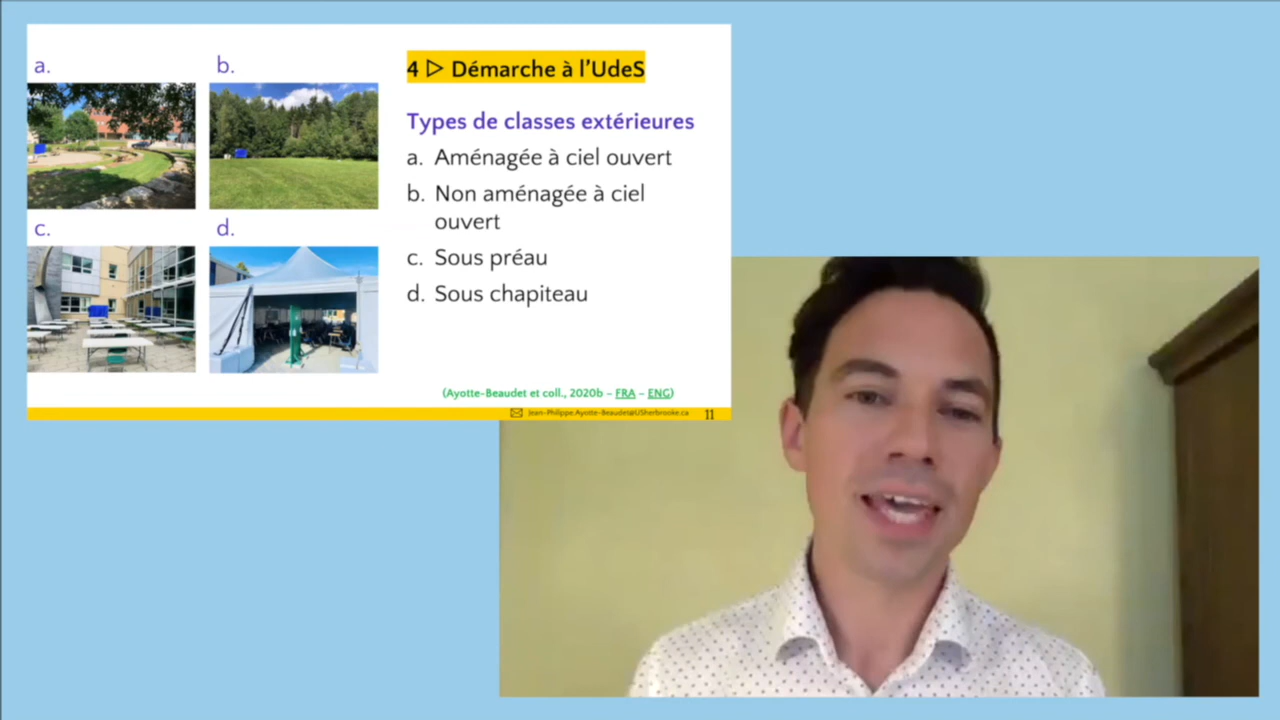 a.
b.
c.
d.
4 ▷ Démarche à l'UdeS
Types de classes extérieures
a. Aménagée à ciel ouvert
b. Non aménagée à ciel
ouvert
c. Sous préau
d. Sous chapiteau
(Ayotte-Beaudet et coll., 2020b – FRA – ENG)
Jean-Philippe.Ayotte-Beaudet@USherbrooke.ca
11